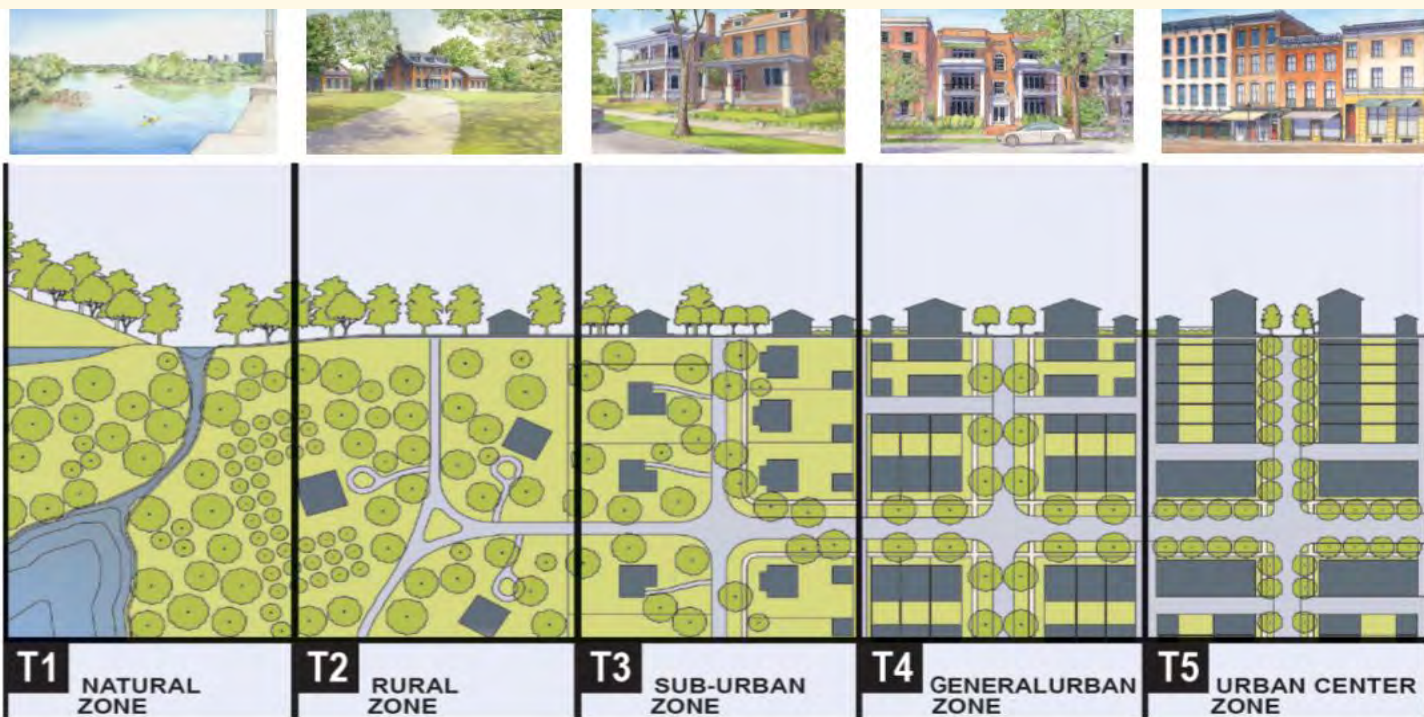 T1 NATURAL
ZONE
T2 RURAL
ZONE
T3 SUB-URBAN
ZONE
T4 GENERALURBAN
ZONE
T5 URBAN CENTER
ZONE